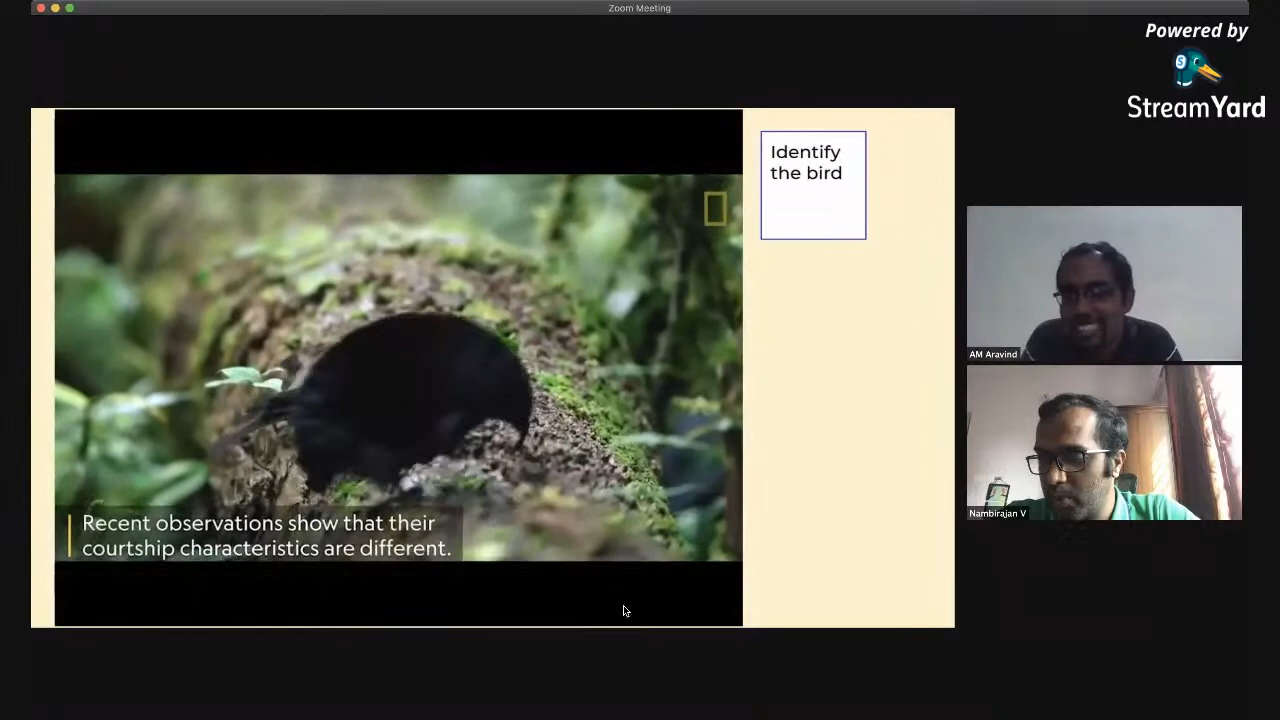 Zoom Meeting
Powered by
StreamYard
Identify
the bird
AM Aravind
Recent observations show that their
courtship characteristics are different.
Nambirajan V